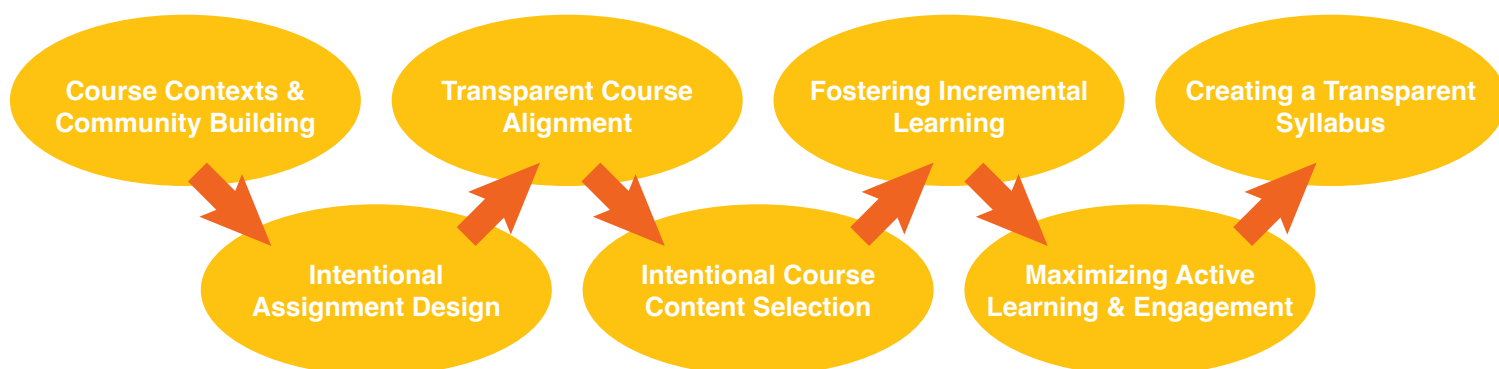 Course Contexts &
Community Building
Intentional
Assignment Design
Transparent Course
Alignment
Intentional Course
Content Selection
Fostering Incremental
Learning
Maximizing Active
Learning & Engagement
Creating a Transparent
Syllabus